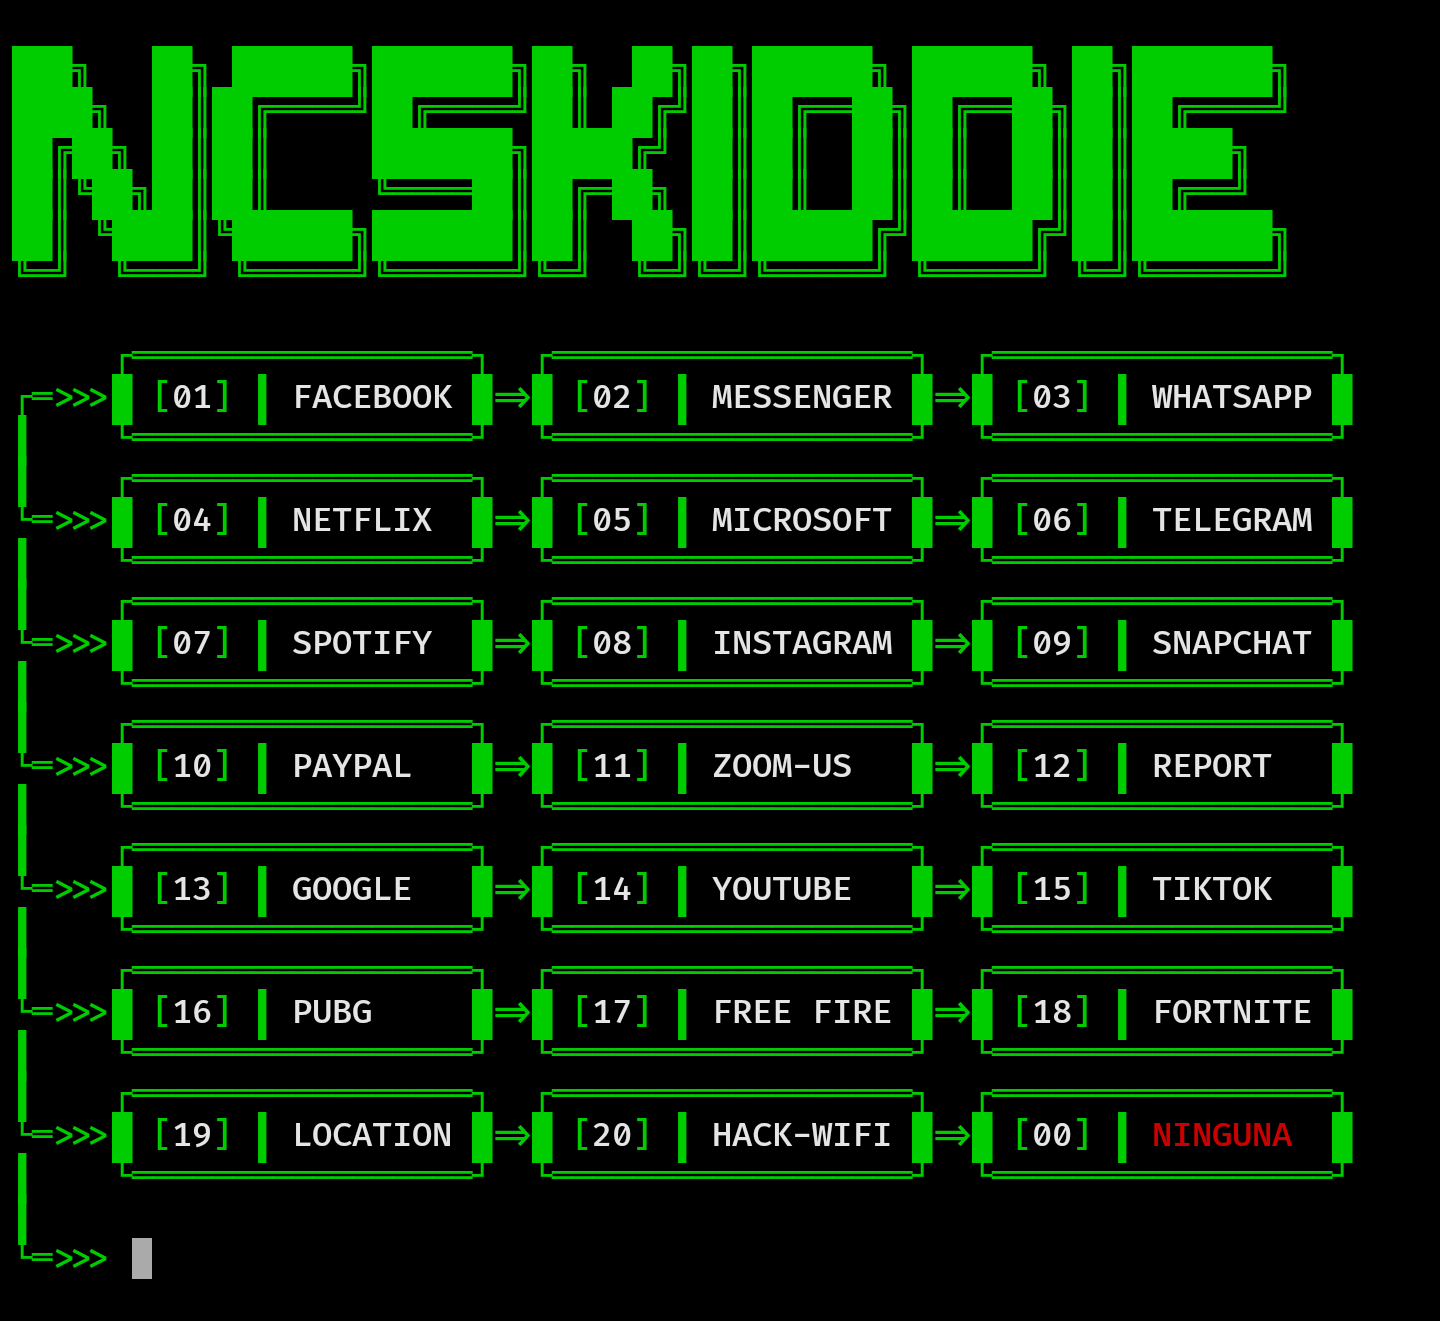 NCSKIDDIE
=>>> [01] | FACEBOOK ⇒ [02] | MESSENGER ⇒ [03] | WHATSAPP
=>>> [04] | NETFLIX ⇒ [05] | MICROSOFT ⇒ [06] | TELEGRAM
=>>> [07] | SPOTIFY ⇒ [08] | INSTAGRAM ⇒ [09] | SNAPCHAT
=>>> [10] | PAYPAL ⇒ [11] | ZOOM-US ⇒ [12] | REPORT
=>>> [13] | GOOGLE ⇒ [14] | YOUTUBE ⇒ [15] | TIKTOK
=>>> [16] | PUBG ⇒ [17] | FREE FIRE ⇒ [18] | FORTNITE
=>>> [19] | LOCATION ⇒ [20] | HACK-WIFI ⇒ [00] | NINGUNA
=>>>